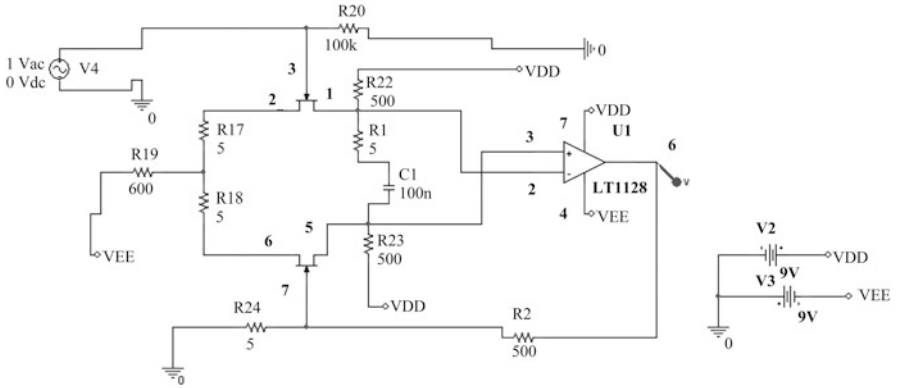 R20
100k
0
1 Vac
0 Vdc
V4
0
3
R22
500
VDD
2
1
R17
5
R1
5
3
7
VDD
U1
6
+
-
V
R19
600
C1
100n
2
LT1128
R18
5
4
VEE
5
VEE
6
R23
500
V2
VDD
9V
V3
VEE
9V
7
VDD
R24
5
R2
500
0
0